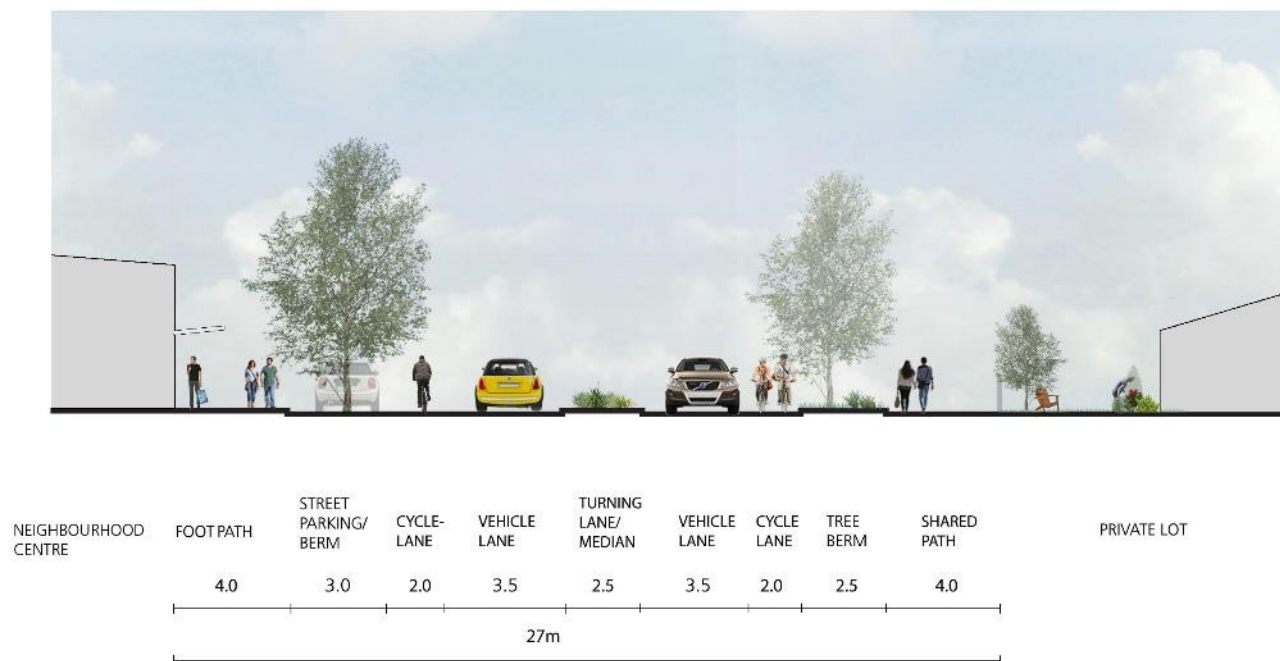 NEIGHBOURHOOD
CENTRE
FOOT PATH
STREET
PARKING/
BERM
CYCLE-
LANE
VEHICLE
LANE
TURNING
LANE/
MEDIAN
VEHICLE
LANE
CYCLE
LANE
TREE
BERM
SHARED
PATH
PRIVATE LOT
4.0
3.0
2.0
3.5
2.5
3.5
2.0
2.5
4.0
27m